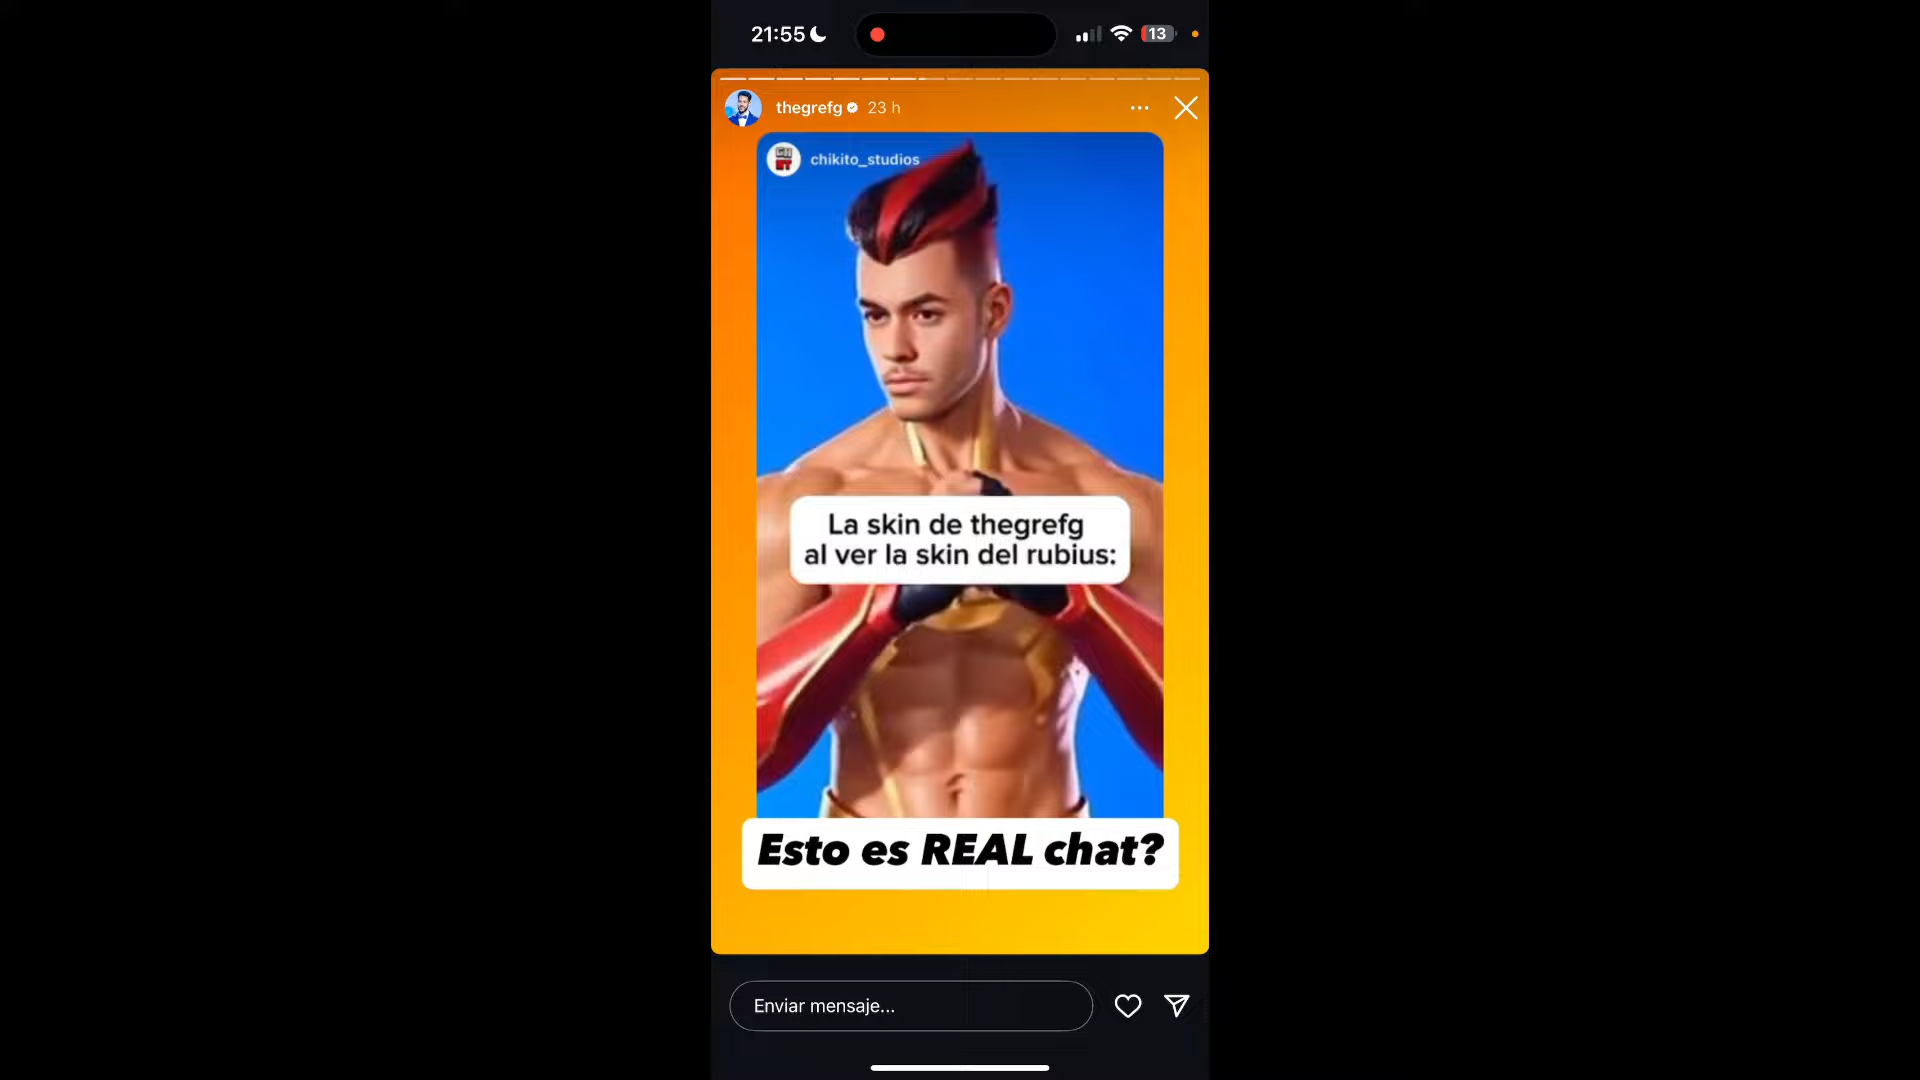 21:55
13
thegrefg 23 h
chikito_studios
La skin de thegrefg
al ver la skin del rubius:
Esto es REAL chat?
Enviar mensaje...